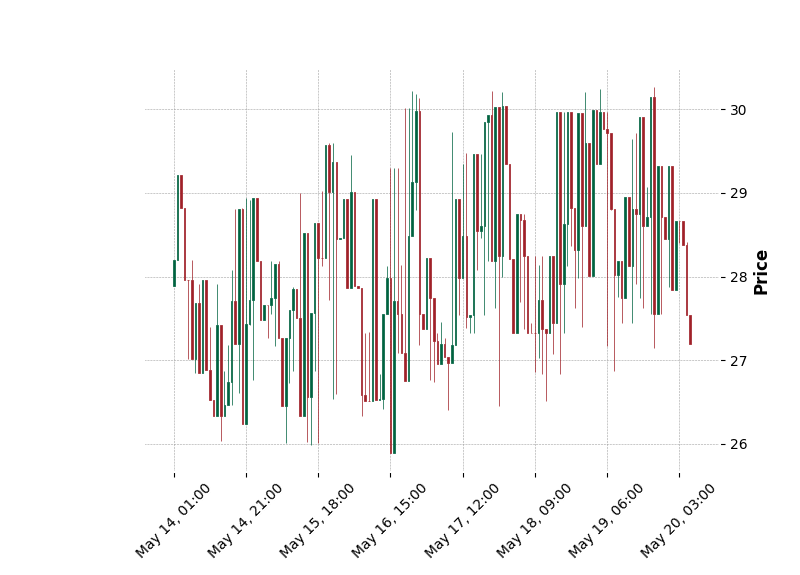 30
29
28
27
26
Price
May 14, 01:00
May 14, 21:00
May 15, 18:00
May 16, 15:00
May 17, 12:00
May 18, 09:00
May 19, 06:00
May 20, 03:00